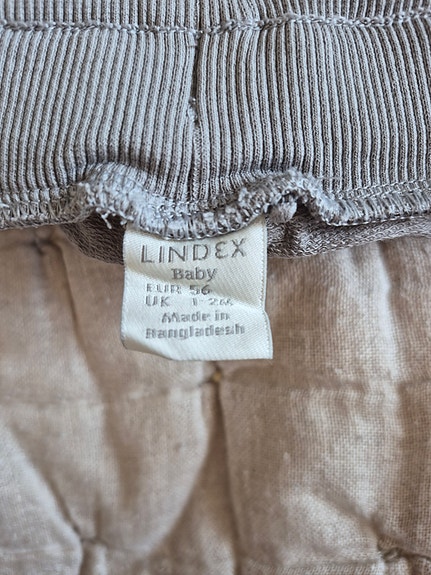 LINDEX
Baby
EUR 56
UK 1-2M
Made in
Bangladesh